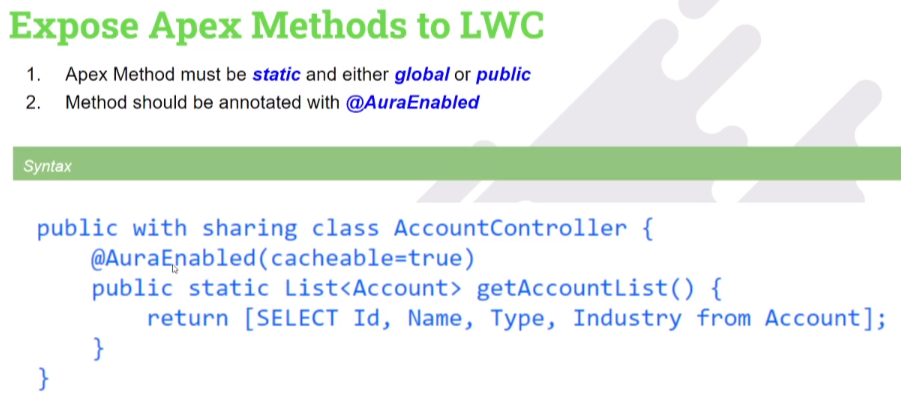 Expose Apex Methods to LWC
1. Apex Method must be static and either global or public
2. Method should be annotated with @AuraEnabled
Syntax
public with sharing class AccountController {
@AuraEnabled(cacheable=true)
public static List<Account> getAccountList() {
return [SELECT Id, Name, Type, Industry from Account];
}
}